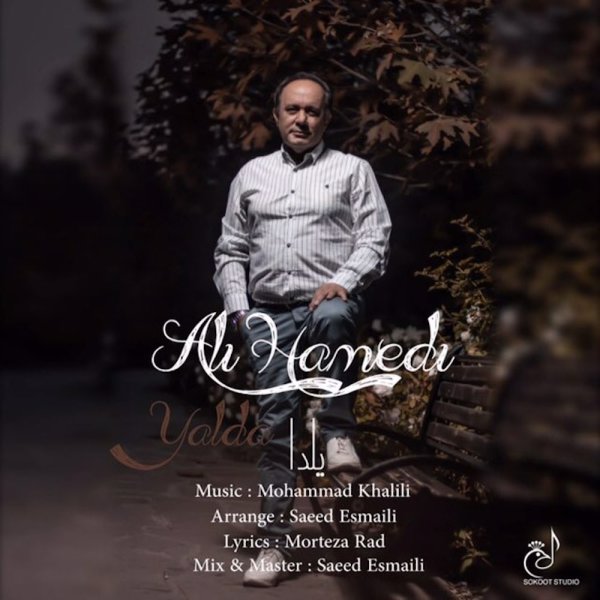 Ali Hamedi
Yalda
یلدا
Music : Mohammad Khalili
Arrange : Saeed Esmaili
Lyrics : Morteza Rad
Mix & Master : Saeed Esmaili
SOKOOT STUDIO